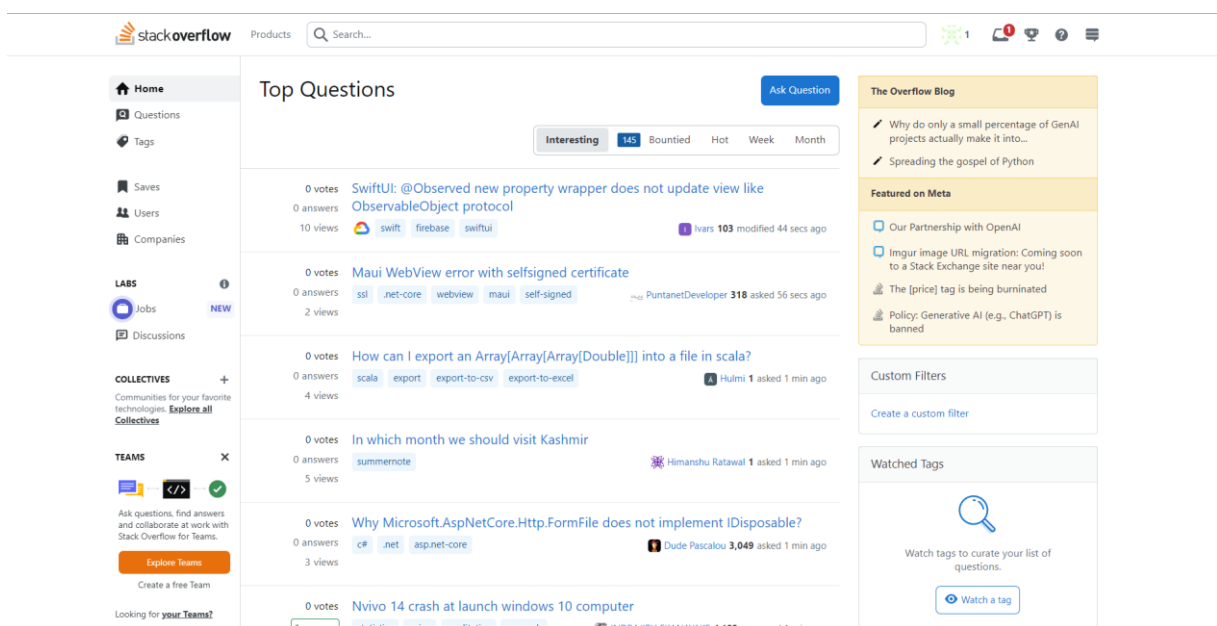 stackoverflow Products Search... 1 1
Home
Questions
Tags
Saves
Users
Companies
LABS
Jobs NEW
Discussions
COLLECTIVES +
Communities for your favorite
technologies. Explore all
Collectives
TEAMS
</>
Ask questions, find answers
and collaborate at work with
Stack Overflow for Teams.
Explore Teams
Create a free Team
Looking for your Teams?
Top Questions
Ask Question
Interesting 145 Bountied Hot Week Month
0 votes
0 answers
10 views
SwiftUI: @Observed new property wrapper does not update view like
ObservableObject protocol
swift firebase swiftui
Ivars 103 modified 44 secs ago
0 votes
0 answers
2 views
Maui WebView error with selfsigned certificate
ssl .net-core webview maui self-signed
PuntanetDeveloper 318 asked 56 secs ago
0 votes
0 answers
4 views
How can I export an Array[Array[Array[Double]]] into a file in scala?
scala export export-to-csv export-to-excel
Hulmi 1 asked 1 min ago
0 votes
0 answers
5 views
In which month we should visit Kashmir
summernote
Himanshu Ratawal 1 asked 1 min ago
0 votes
0 answers
3 views
Why Microsoft.AspNetCore.Http.FormFile does not implement IDisposable?
c# .net asp.net-core
Dude Pascalou 3,049 asked 1 min ago
0 votes
Nvivo 14 crash at launch windows 10 computer
The Overflow Blog
Why do only a small percentage of GenAI
projects actually make it into...
Spreading the gospel of Python
Featured on Meta
Our Partnership with OpenAI
Imgur image URL migration: Coming soon
to a Stack Exchange site near you!
The [price] tag is being burninated
Policy: Generative AI (e.g., ChatGPT) is
banned
Custom Filters
Create a custom filter
Watched Tags
Watch tags to curate your list of
questions.
Watch a tag